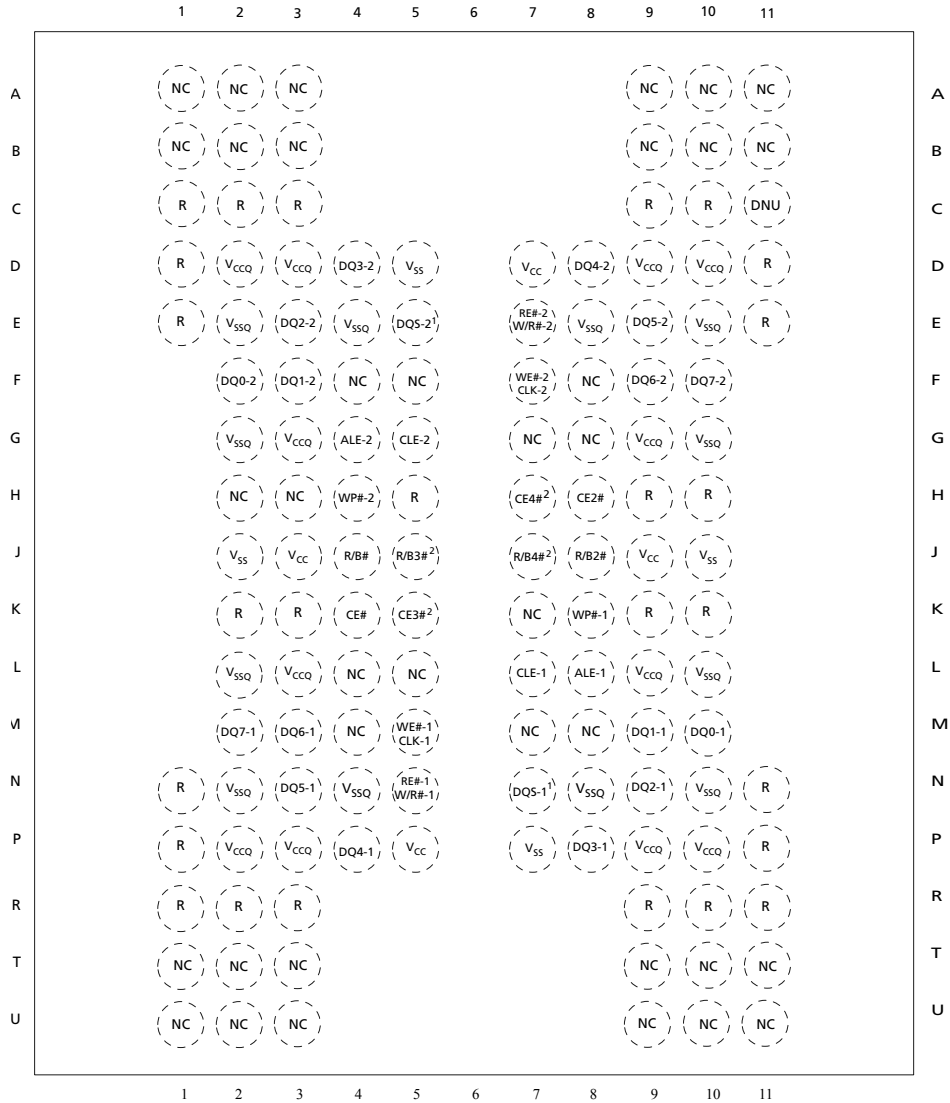 1 2 3 4 5 6 7 8 9 10 11
A NC NC NC NC NC NC A
B NC NC NC NC NC NC B
C R R R R R DNU C
D R VCCQ VCCQ DQ3-2 VSS VCC DQ4-2 VCCQ VCCQ R D
E R VSSQ DQ2-2 VSSQ DQS-2¹ RE#-2 W/R#-2 VSSQ DQ5-2 VSSQ R E
F DQ0-2 DQ1-2 NC NC WE#-2 CLK-2 NC DQ6-2 DQ7-2 F
G VSSQ VCCQ ALE-2 CLE-2 NC NC VCCQ VSSQ G
H NC NC WP#-2 R CE4#² CE2# R R H
J VSS VCC R/B# R/B3#² R/B4#² R/B2# VCC VSS J
K R R CE# CE3#² NC WP#-1 R R K
L VSSQ VCCQ NC NC CLE-1 ALE-1 VCCQ VSSQ L
M DQ7-1 DQ6-1 NC WE#-1 CLK-1 NC NC DQ1-1 DQ0-1 M
N R VSSQ DQ5-1 VSSQ RE#-1 W/R#-1 DQS-1¹ VSSQ DQ2-1 VSSQ R N
P R VCCQ VCCQ DQ4-1 VCC VSS DQ3-1 VCCQ VCCQ R P
R R R R R R R R
T NC NC NC NC NC NC T
U NC NC NC NC NC NC U
1 2 3 4 5 6 7 8 9 10 11